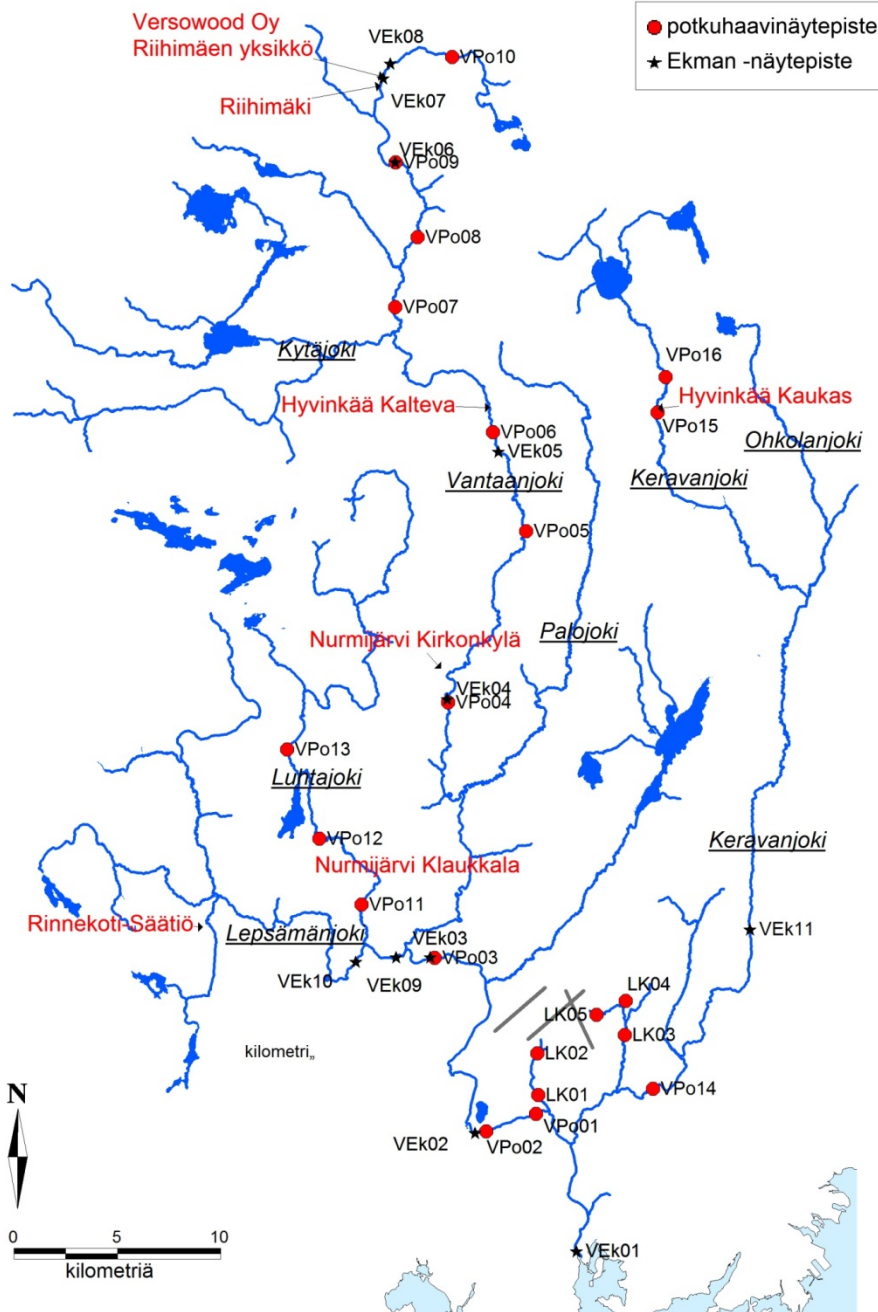 Versowood Oy
Riihimäen yksikkö
VEk08
VPo10
potkuhaavinäytepiste
Ekman -näytepiste
Riihimäki
VEk07
VEk06
VPo09
VPo08
VPo07
Kytäjoki
VPo16
Hyvinkää Kalteva
Hyvinkää Kaukas
VPo15
VPo06
VEk05
Ohkolanjoki
Vantaanjoki
Keravanjoki
VPo05
Palojoki
Nurmijärvi Kirkonkylä
VEk04
VPo04
VPo13
Luhtajoki
VPo12
Keravanjoki
Nurmijärvi Klaukkala
VPo11
Rinnekoti-Säätiö
Lepsämänjoki
VEk11
VEk03
VPo03
VEk10
VEk09
LK04
LK05
LK03
LK02
kilometri„
LK01
VPo14
N
VPo01
VEk02
VPo02
0 5 10
kilometriä
VEk01